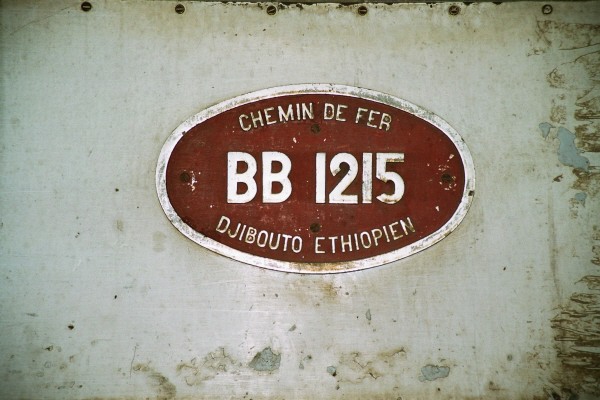 CHEMIN DE FER
BB 1215
DJIBOUTO ETHIOPIEN